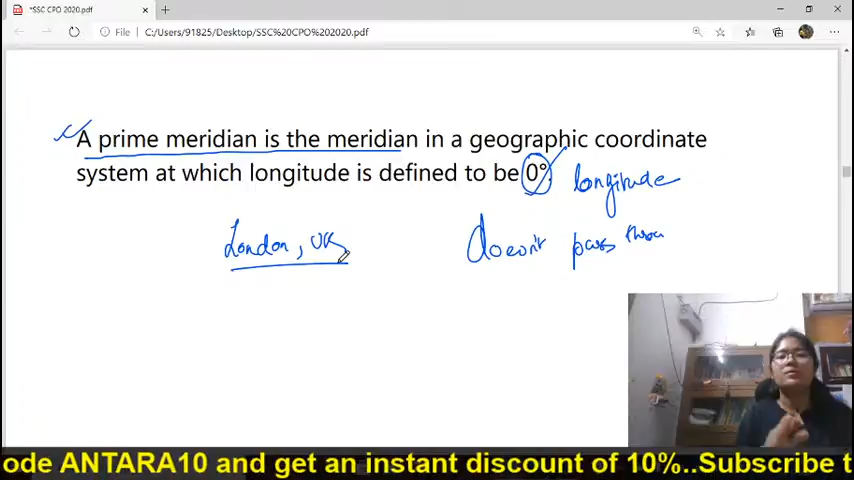 *SSC CPO 2020.pdf
File
C:/Users/91825/Desktop/SSC%20CPO%202020.pdf
A prime meridian is the meridian in a geographic coordinate
system at which longitude is defined to be 0° longitude
London, UK
doesn't pass throu
ode ANTARA10 and get an instant discount of 10%..Subscribe t